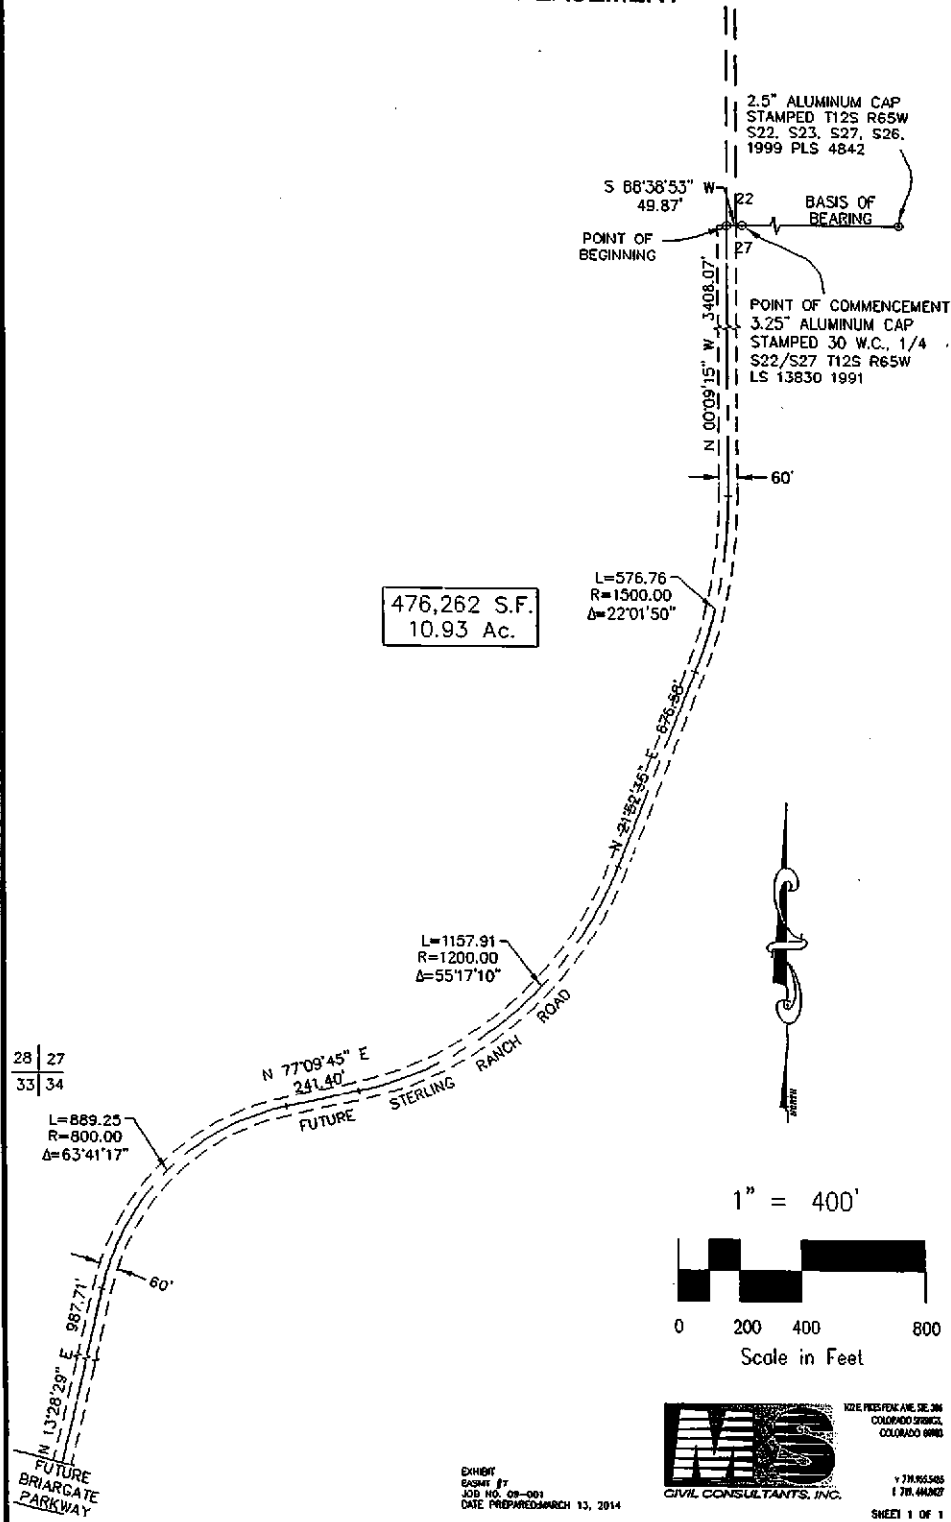 2.5" ALUMINUM CAP
STAMPED T12S R65W
S22, S23, S27, S26,
1999 PLS 4842
S 88°38'53" W
49.87'
22
BASIS OF
BEARING
POINT OF
BEGINNING
27
POINT OF COMMENCEMENT
3.25" ALUMINUM CAP
STAMPED 30 W.C., 1/4
S22/S27 T12S R65W
LS 13830 1991
N 00°09'15" W 3408.07'
60'
L=576.76
R=1500.00
Δ=22°01'50"
476,262 S.F.
10.93 Ac.
N 21°52'35" E 676.58'
L=1157.91
R=1200.00
Δ=55°17'10"
28 27
33 34
N 77°09'45" E
241.40'
FUTURE STERLING RANCH ROAD
L=889.25
R=800.00
Δ=63°41'17"
NORTH
60'
N 13°28'29" E 987.71'
FUTURE
BRIARGATE
PARKWAY
1" = 400'
0 200 400 800
Scale in Feet
COLORADO SPRINGS,
CIVIL CONSULTANTS, INC.
EXHIBIT
EASMT #7
JOB NO. 09-001
DATE PREPARED:MARCH 13, 2014
SHEET 1 OF 1